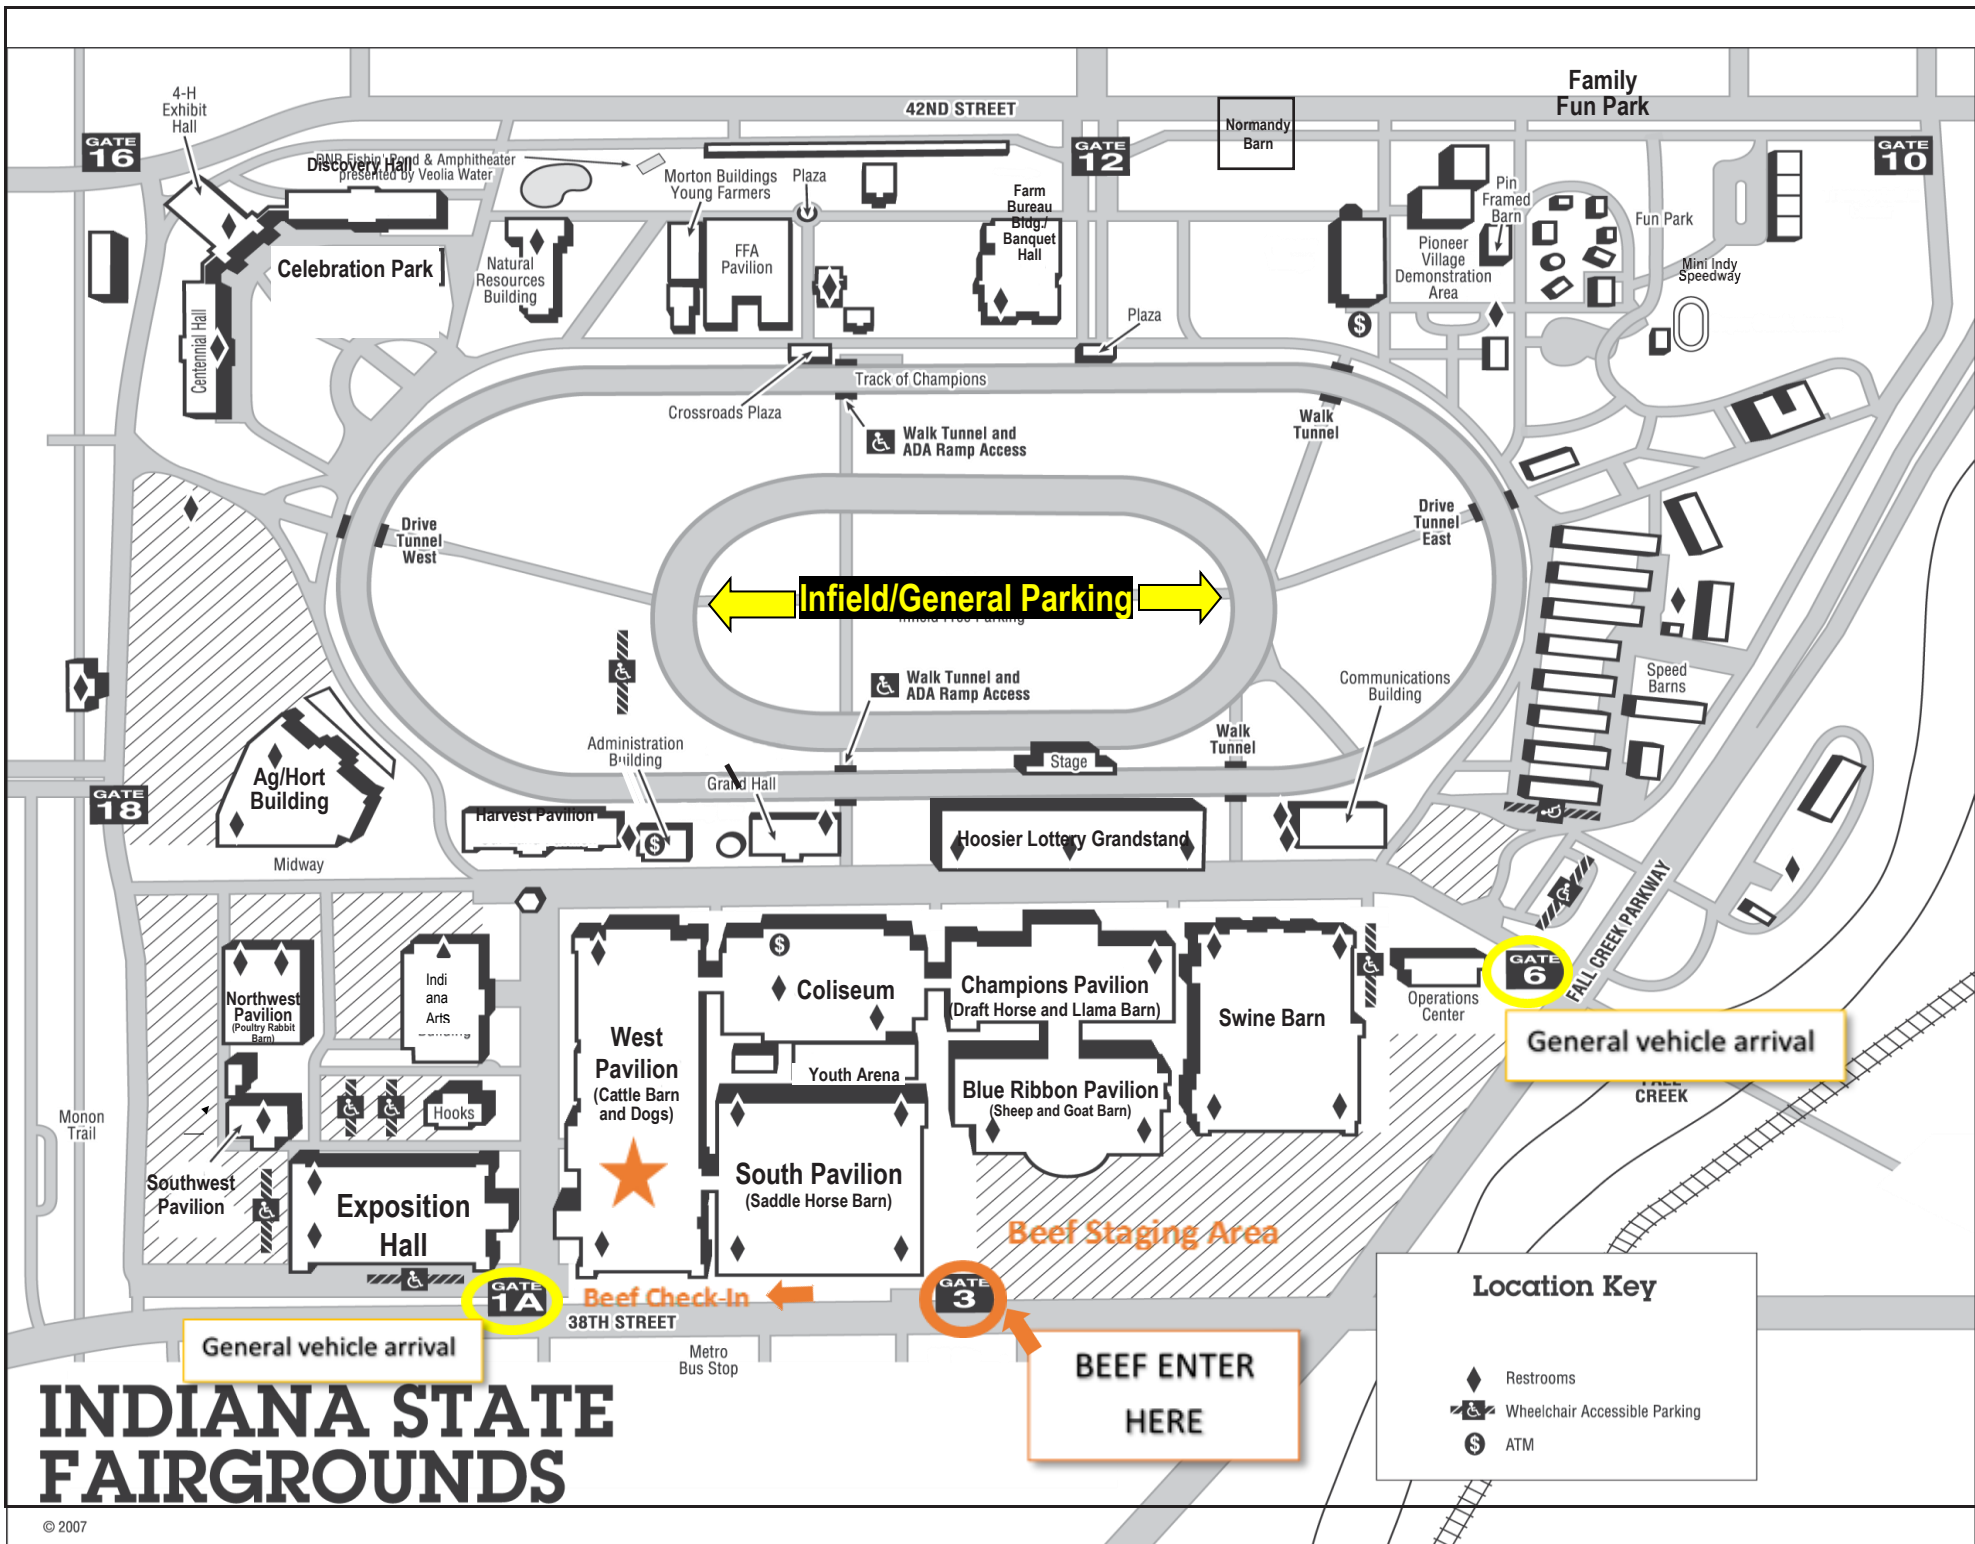 Family
Fun Park
42ND STREET
4-H
Exhibit
Hall
GATE
16
DNR Fishin' Pond & Amphitheater
presented by Veolia Water
Discovery Hall
Morton Buildings
Young Farmers
Plaza
GATE
12
Normandy
Barn
GATE
10
Farm
Bureau
Bldg./
Banquet
Hall
Pin
Framed
Barn
Fun Park
Pioneer
Village
Demonstration
Area
Mini Indy
Speedway
Celebration Park
Natural
Resources
Building
FFA
Pavilion
Plaza
$
Centennial Hall
Track of Champions
Crossroads Plaza
Walk Tunnel and
ADA Ramp Access
Walk
Tunnel
Drive
Tunnel
West
Drive
Tunnel
East
Infield/General Parking
Walk Tunnel and
ADA Ramp Access
Communications
Building
Speed
Barns
Administration
Building
Grand Hall
Stage
Walk
Tunnel
Ag/Hort
Building
GATE
18
Harvest Pavilion
$
Hoosier Lottery Grandstand
Midway
FALL CREEK PARKWAY
Northwest
Pavilion
(Poultry Rabbit
Barn)
Indi
ana
Arts
West
Pavilion
(Cattle Barn
and Dogs)
$
Coliseum
Champions Pavilion
(Draft Horse and Llama Barn)
Swine Barn
Operations
Center
GATE
6
General vehicle arrival
FALL
CREEK
Youth Arena
Blue Ribbon Pavilion
(Sheep and Goat Barn)
Hooks
Monon
Trail
Southwest
Pavilion
Exposition
Hall
South Pavilion
(Saddle Horse Barn)
Beef Staging Area
GATE
1A
Beef Check-In
GATE
3
38TH STREET
General vehicle arrival
Metro
Bus Stop
BEEF ENTER
HERE
Location Key
Restrooms
Wheelchair Accessible Parking
$ ATM
INDIANA STATE
FAIRGROUNDS
© 2007